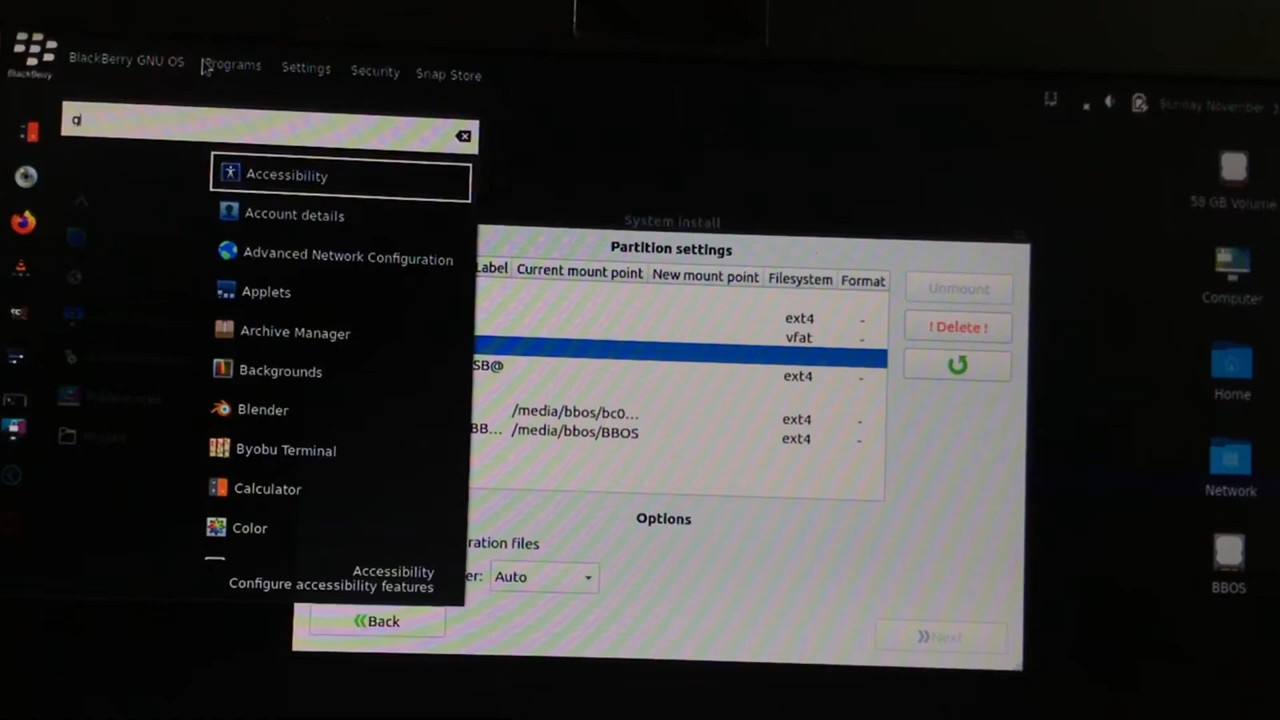 BlackBerry
BlackBerry GNU OS
Programs
Settings
Security
Snap Store
Sunday November
q
Accessibility
Account details
Advanced Network Configuration
Applets
Archive Manager
Backgrounds
Blender
Byobu Terminal
Calculator
Color
Accessibility
Configure accessibility features
System install
Partition settings
Label Current mount point New mount point Filesystem Format
ext4 -
vfat -
SB@
ext4 -
/media/bbos/bc0... ext4 -
BB... /media/bbos/BBOS ext4 -
Unmount
! Delete !
Options
ration files
er: Auto
Back
Next
58 GB Volume
Computer
Home
Network
BBOS
Preferences